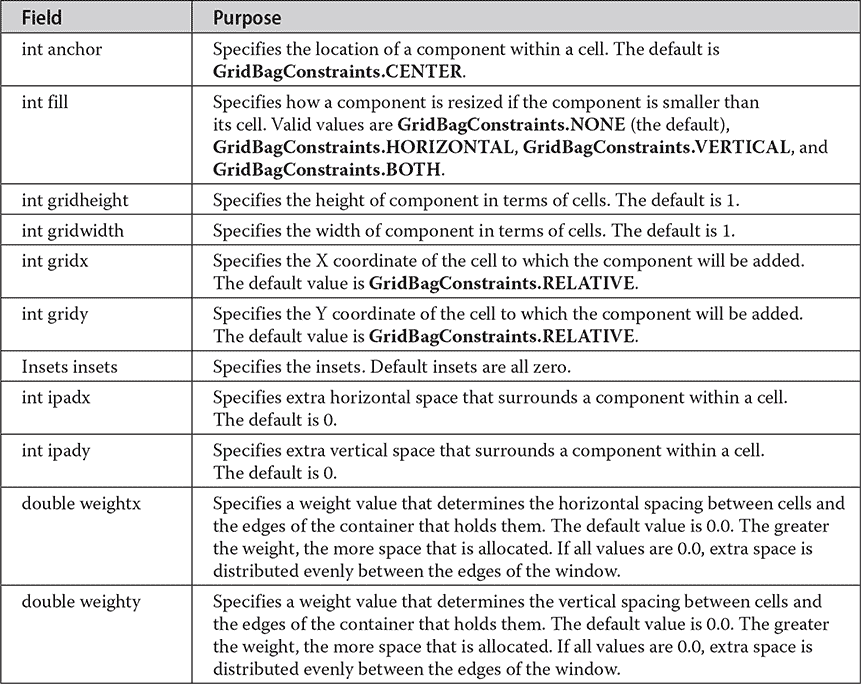 Field Purpose
int anchor Specifies the location of a component within a cell. The default is
GridBagConstraints.CENTER.
int fill Specifies how a component is resized if the component is smaller than
its cell. Valid values are GridBagConstraints.NONE (the default),
GridBagConstraints.HORIZONTAL, GridBagConstraints.VERTICAL, and
GridBagConstraints.BOTH.
int gridheight Specifies the height of component in terms of cells. The default is 1.
int gridwidth Specifies the width of component in terms of cells. The default is 1.
int gridx Specifies the X coordinate of the cell to which the component will be added.
The default value is GridBagConstraints.RELATIVE.
int gridy Specifies the Y coordinate of the cell to which the component will be added.
The default value is GridBagConstraints.RELATIVE.
Insets insets Specifies the insets. Default insets are all zero.
int ipadx Specifies extra horizontal space that surrounds a component within a cell.
The default is 0.
int ipady Specifies extra vertical space that surrounds a component within a cell.
The default is 0.
double weightx Specifies a weight value that determines the horizontal spacing between cells and
the edges of the container that holds them. The default value is 0.0. The greater
the weight, the more space that is allocated. If all values are 0.0, extra space is
distributed evenly between the edges of the window.
double weighty Specifies a weight value that determines the vertical spacing between cells and
the edges of the container that holds them. The default value is 0.0. The greater
the weight, the more space that is allocated. If all values are 0.0, extra space is
distributed evenly between the edges of the window.